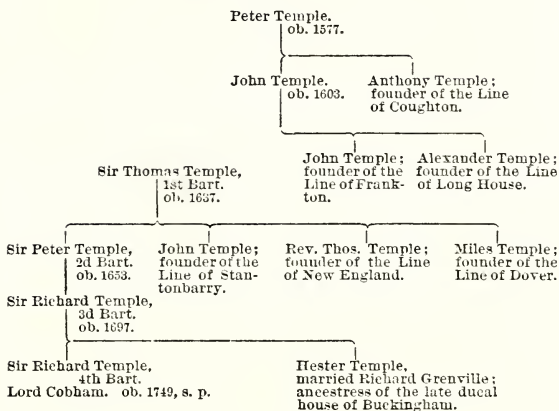 Peter Temple.
ob. 1577.
John Temple.
ob. 1603.
Anthony Temple;
founder of the Line
of Coughton.
John Temple;
founder of the
Line of Frank-
ton.
Alexander Temple;
founder of the Line
of Long House.
Sir Thomas Temple,
1st Bart.
ob. 1637.
Sir Peter Temple,
2d Bart.
ob. 1653.
John Temple;
founder of the
Line of Stan-
tonbarry.
Rev. Thos. Temple;
founder of the Line
of New England.
Miles Temple;
founder of the
Line of Dover.
Sir Richard Temple,
3d Bart.
ob. 1697.
Sir Richard Temple,
4th Bart.
Lord Cobham. ob. 1749, s. p.
Hester Temple,
married Richard Grenville;
ancestress of the late ducal
house of Buckingham.